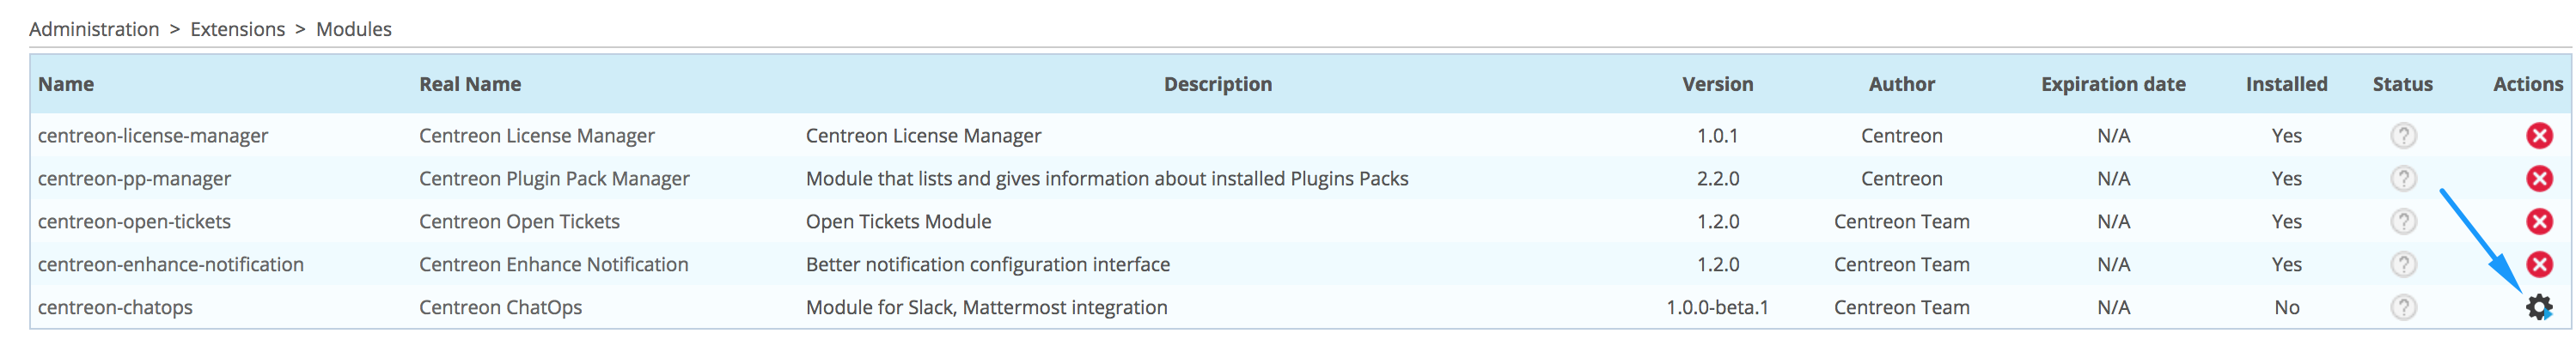 Administration > Extensions > Modules
Name Real Name Description Version Author Expiration date Installed Status Actions
centreon-license-manager Centreon License Manager Centreon License Manager 1.0.1 Centreon N/A Yes ?
centreon-pp-manager Centreon Plugin Pack Manager Module that lists and gives information about installed Plugins Packs 2.2.0 Centreon N/A Yes ?
centreon-open-tickets Centreon Open Tickets Open Tickets Module 1.2.0 Centreon Team N/A Yes ?
centreon-enhance-notification Centreon Enhance Notification Better notification configuration interface 1.2.0 Centreon Team N/A Yes ?
centreon-chatops Centreon ChatOps Module for Slack, Mattermost integration 1.0.0-beta.1 Centreon Team N/A No ?